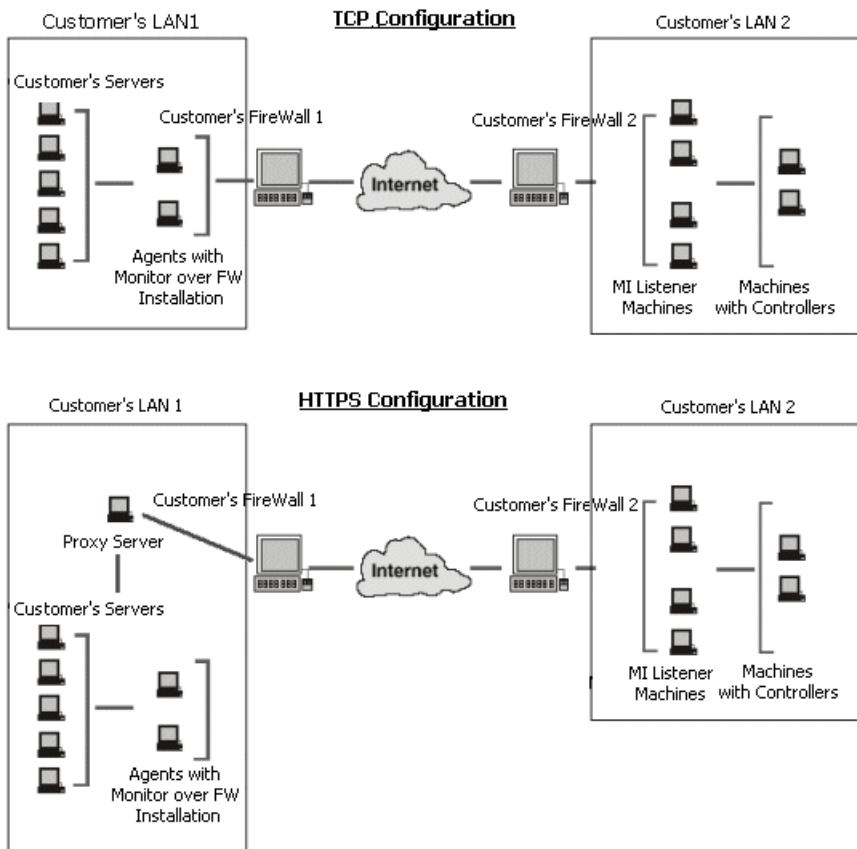 Customer's LAN1
TCP Configuration
Customer's LAN 2
Customer's Servers
Customer's FireWall 1
Customer's FireWall 2
Internet
Agents with
Monitor over FW
Installation
MI Listener
Machines
Machines
with Controllers
Customer's LAN 1
HTTPS Configuration
Customer's LAN 2
Customer's FireWall 1
Customer's FireWall 2
Proxy Server
Internet
Customer's Servers
MI Listener
Machines
Machines
with Controllers
Agents with
Monitor over FW
Installation